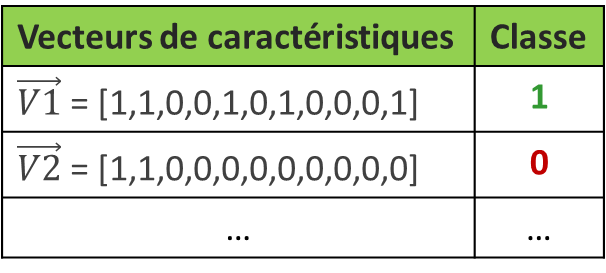 Vecteurs de caractéristiques Classe
V1 = [1,1,0,0,1,0,1,0,0,0,1] 1
V2 = [1,1,0,0,0,0,0,0,0,0,0] 0
... ...